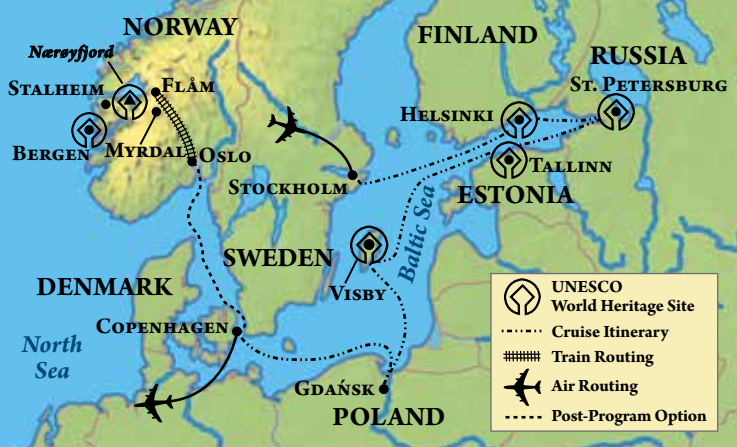 NORWAY
FINLAND
RUSSIA
Nærøyfjord
STALHEIM
FLÅM
ST. PETERSBURG
HELSINKI
BERGEN
MYRDAL
OSLO
TALLINN
STOCKHOLM
ESTONIA
Baltic Sea
SWEDEN
DENMARK
VISBY
UNESCO
World Heritage Site
COPENHAGEN
Cruise Itinerary
North
Sea
Train Routing
GDAŃSK
Air Routing
POLAND
Post-Program Option